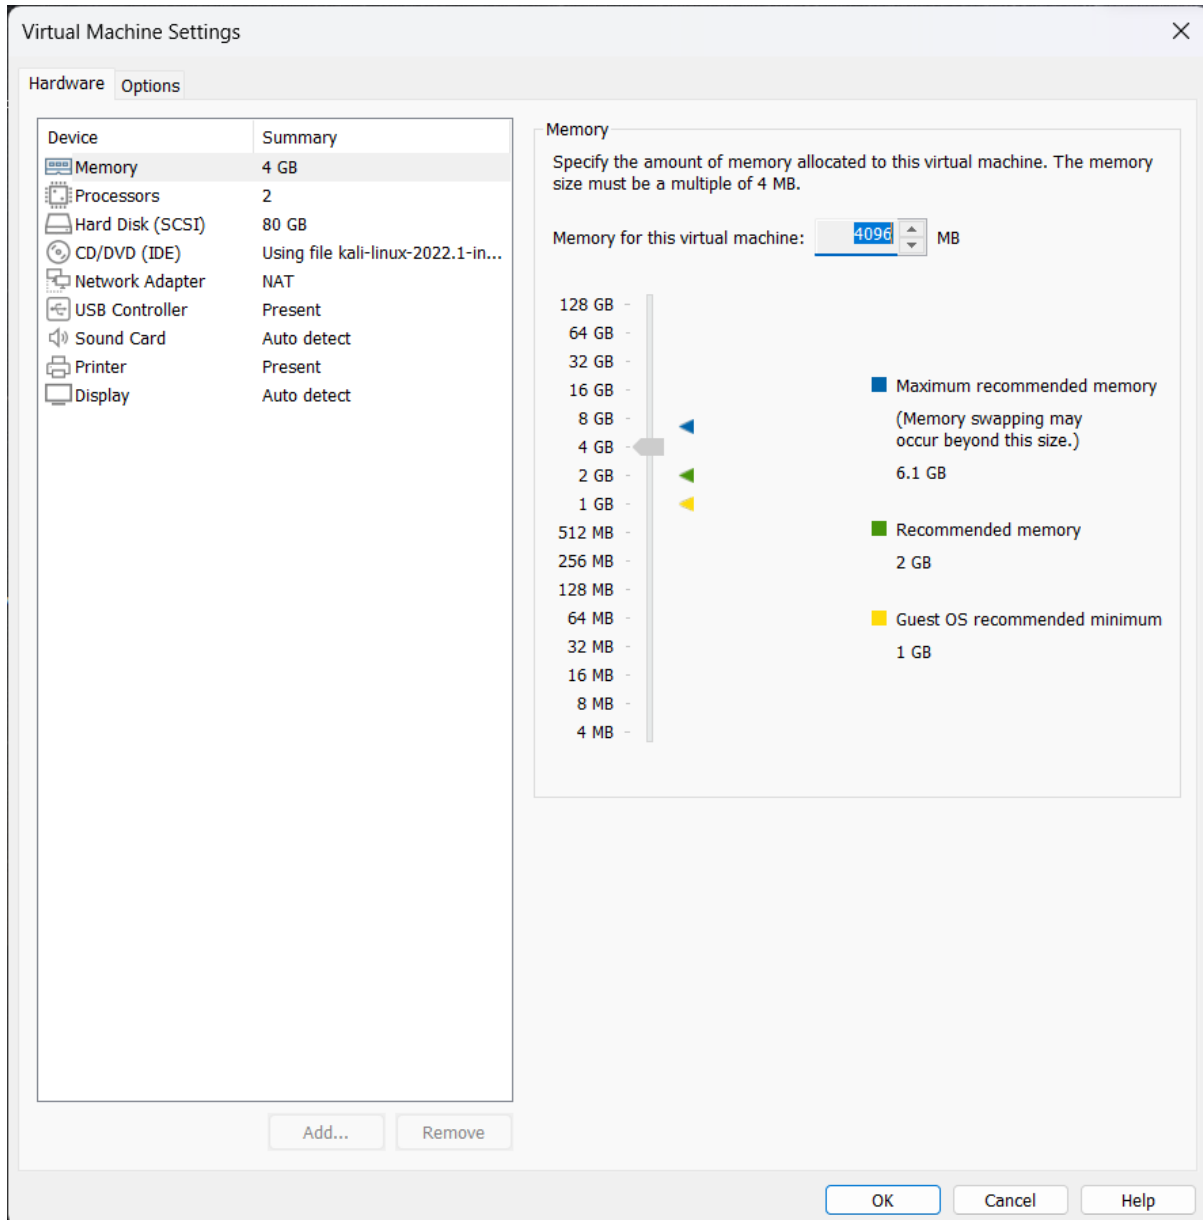 Virtual Machine Settings
Hardware Options
Device Summary
Memory 4 GB
Processors 2
Hard Disk (SCSI) 80 GB
CD/DVD (IDE) Using file kali-linux-2022.1-in...
Network Adapter NAT
USB Controller Present
Sound Card Auto detect
Printer Present
Display Auto detect
Add... Remove
Memory
Specify the amount of memory allocated to this virtual machine. The memory
size must be a multiple of 4 MB.
Memory for this virtual machine: 4096 MB
128 GB
64 GB
32 GB
16 GB
8 GB
4 GB
2 GB
1 GB
512 MB
256 MB
128 MB
64 MB
32 MB
16 MB
8 MB
4 MB
Maximum recommended memory
(Memory swapping may
occur beyond this size.)
6.1 GB
Recommended memory
2 GB
Guest OS recommended minimum
1 GB
OK Cancel Help